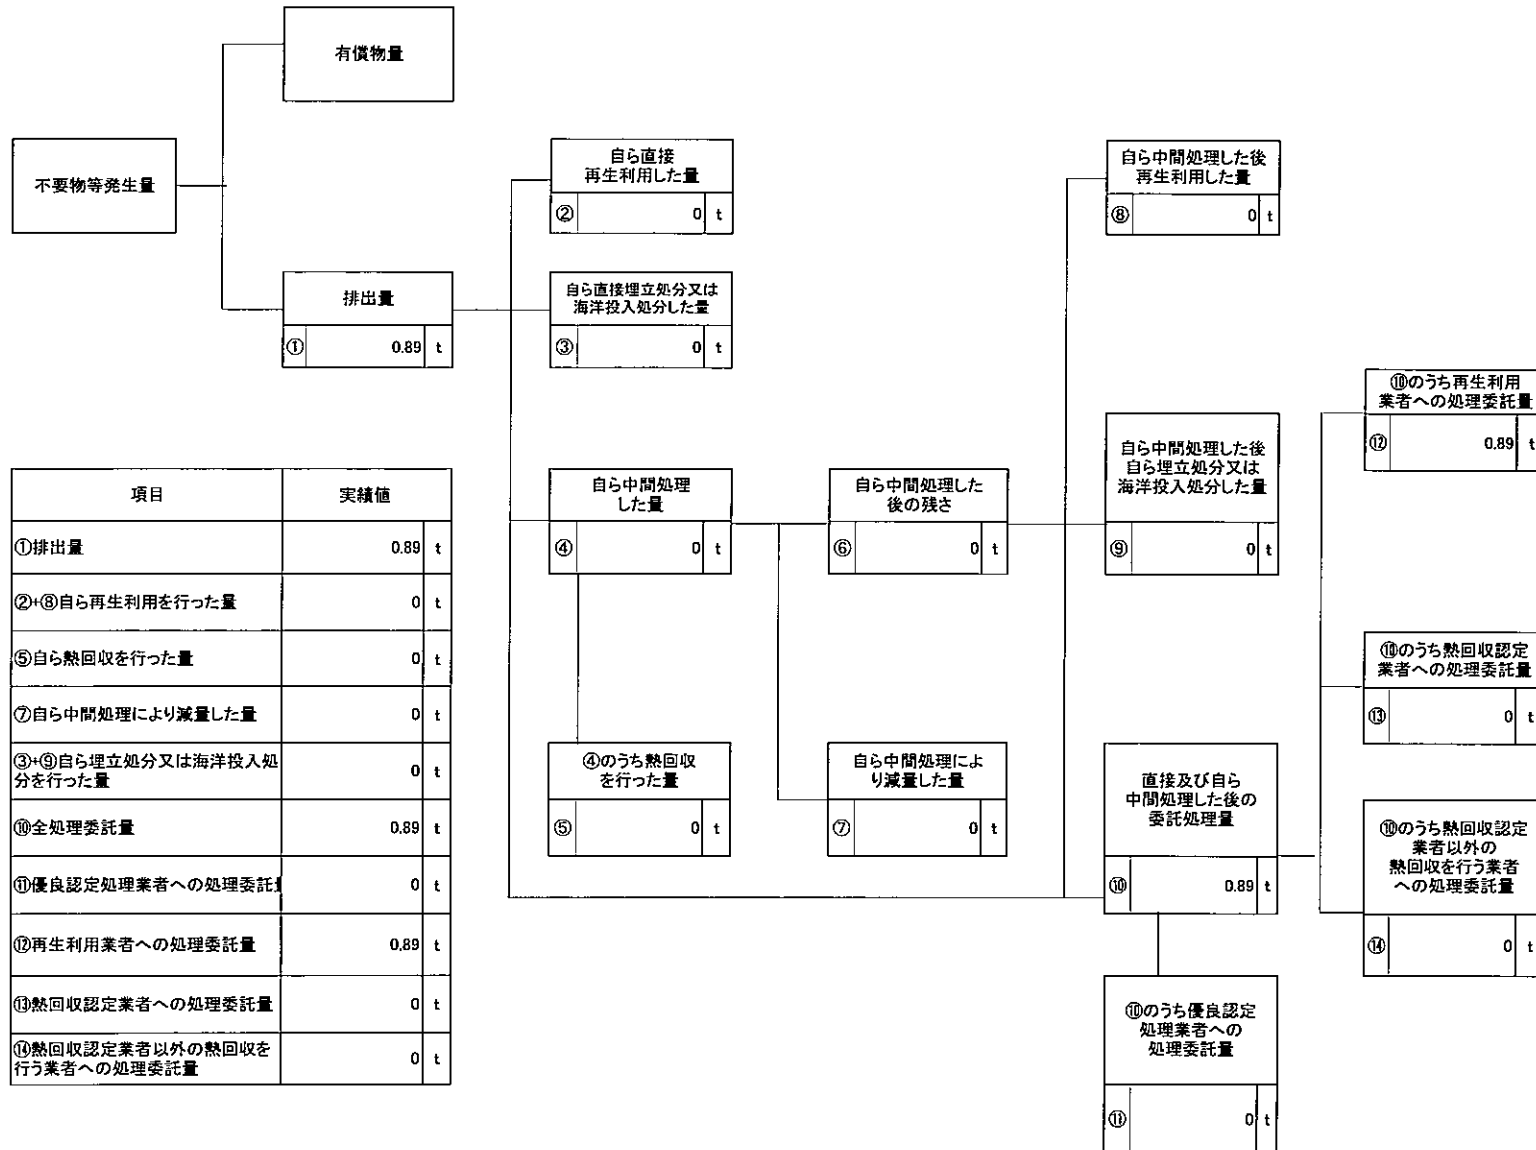 有償物量
不要物等発生量
排出量
① 0.89 t
自ら直接
再生利用した量
② 0 t
自ら直接埋立処分又は
海洋投入処分した量
③ 0 t
自ら中間処理
した量
④ 0 t
④のうち熱回収
を行った量
⑤ 0 t
自ら中間処理した
後の残さ
⑥ 0 t
自ら中間処理によ
り減量した量
⑦ 0 t
自ら中間処理した後
再生利用した量
⑧ 0 t
自ら中間処理した後
自ら埋立処分又は
海洋投入処分した量
⑨ 0 t
直接及び自ら
中間処理した後の
委託処理量
⑩ 0.89 t
⑩のうち優良認定
処理業者への
処理委託量
⑪ 0 t
⑩のうち再生利用
業者への処理委託量
⑫ 0.89 t
⑩のうち熱回収認定
業者への処理委託量
⑬ 0 t
⑩のうち熱回収認定
業者以外の
熱回収を行う業者
への処理委託量
⑭ 0 t
項目 実績値
①排出量 0.89 t
②+⑧自ら再生利用を行った量 0 t
⑤自ら熱回収を行った量 0 t
⑦自ら中間処理により減量した量 0 t
③+⑨自ら埋立処分又は海洋投入処
分を行った量 0 t
⑩全処理委託量 0.89 t
⑪優良認定処理業者への処理委託 0 t
⑫再生利用業者への処理委託量 0.89 t
⑬熱回収認定業者への処理委託量 0 t
⑭熱回収認定業者以外の熱回収を
行う業者への処理委託量 0 t